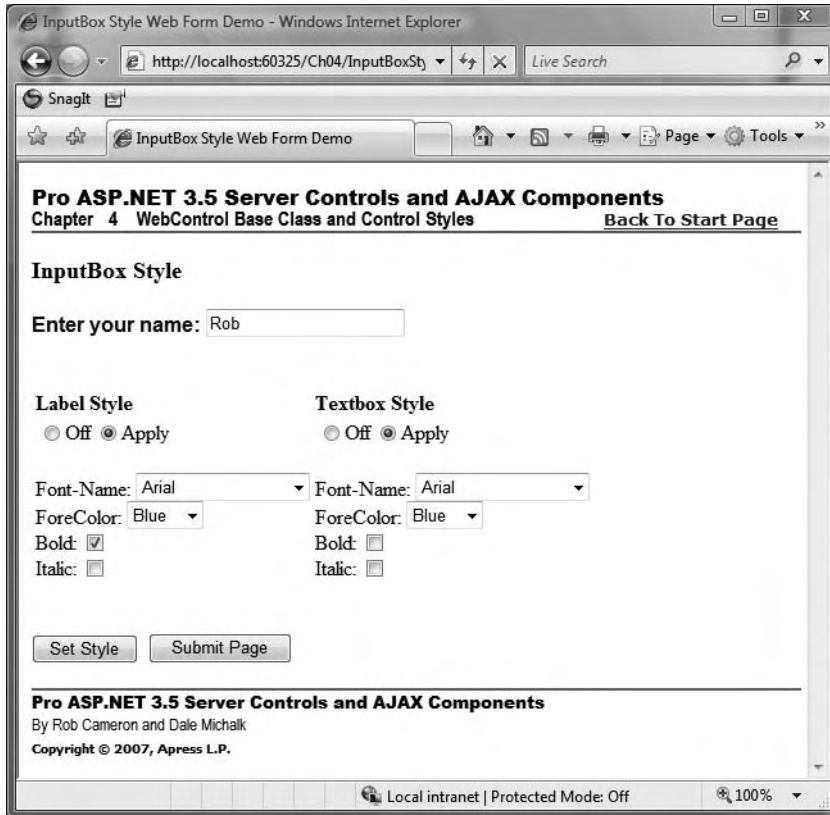 InputBox Style Web Form Demo - Windows Internet Explorer
http://localhost:60325/Ch04/InputBoxSty Live Search
SnagIt
InputBox Style Web Form Demo Page Tools »
Pro ASP.NET 3.5 Server Controls and AJAX Components
Chapter 4 WebControl Base Class and Control Styles Back To Start Page
InputBox Style
Enter your name: Rob
Label Style Textbox Style
Off Apply Off Apply
Font-Name: Arial Font-Name: Arial
ForeColor: Blue ForeColor: Blue
Bold: Bold:
Italic: Italic:
Set Style Submit Page
Pro ASP.NET 3.5 Server Controls and AJAX Components
By Rob Cameron and Dale Michalk
Copyright © 2007, Apress L.P.
Local intranet | Protected Mode: Off 100%